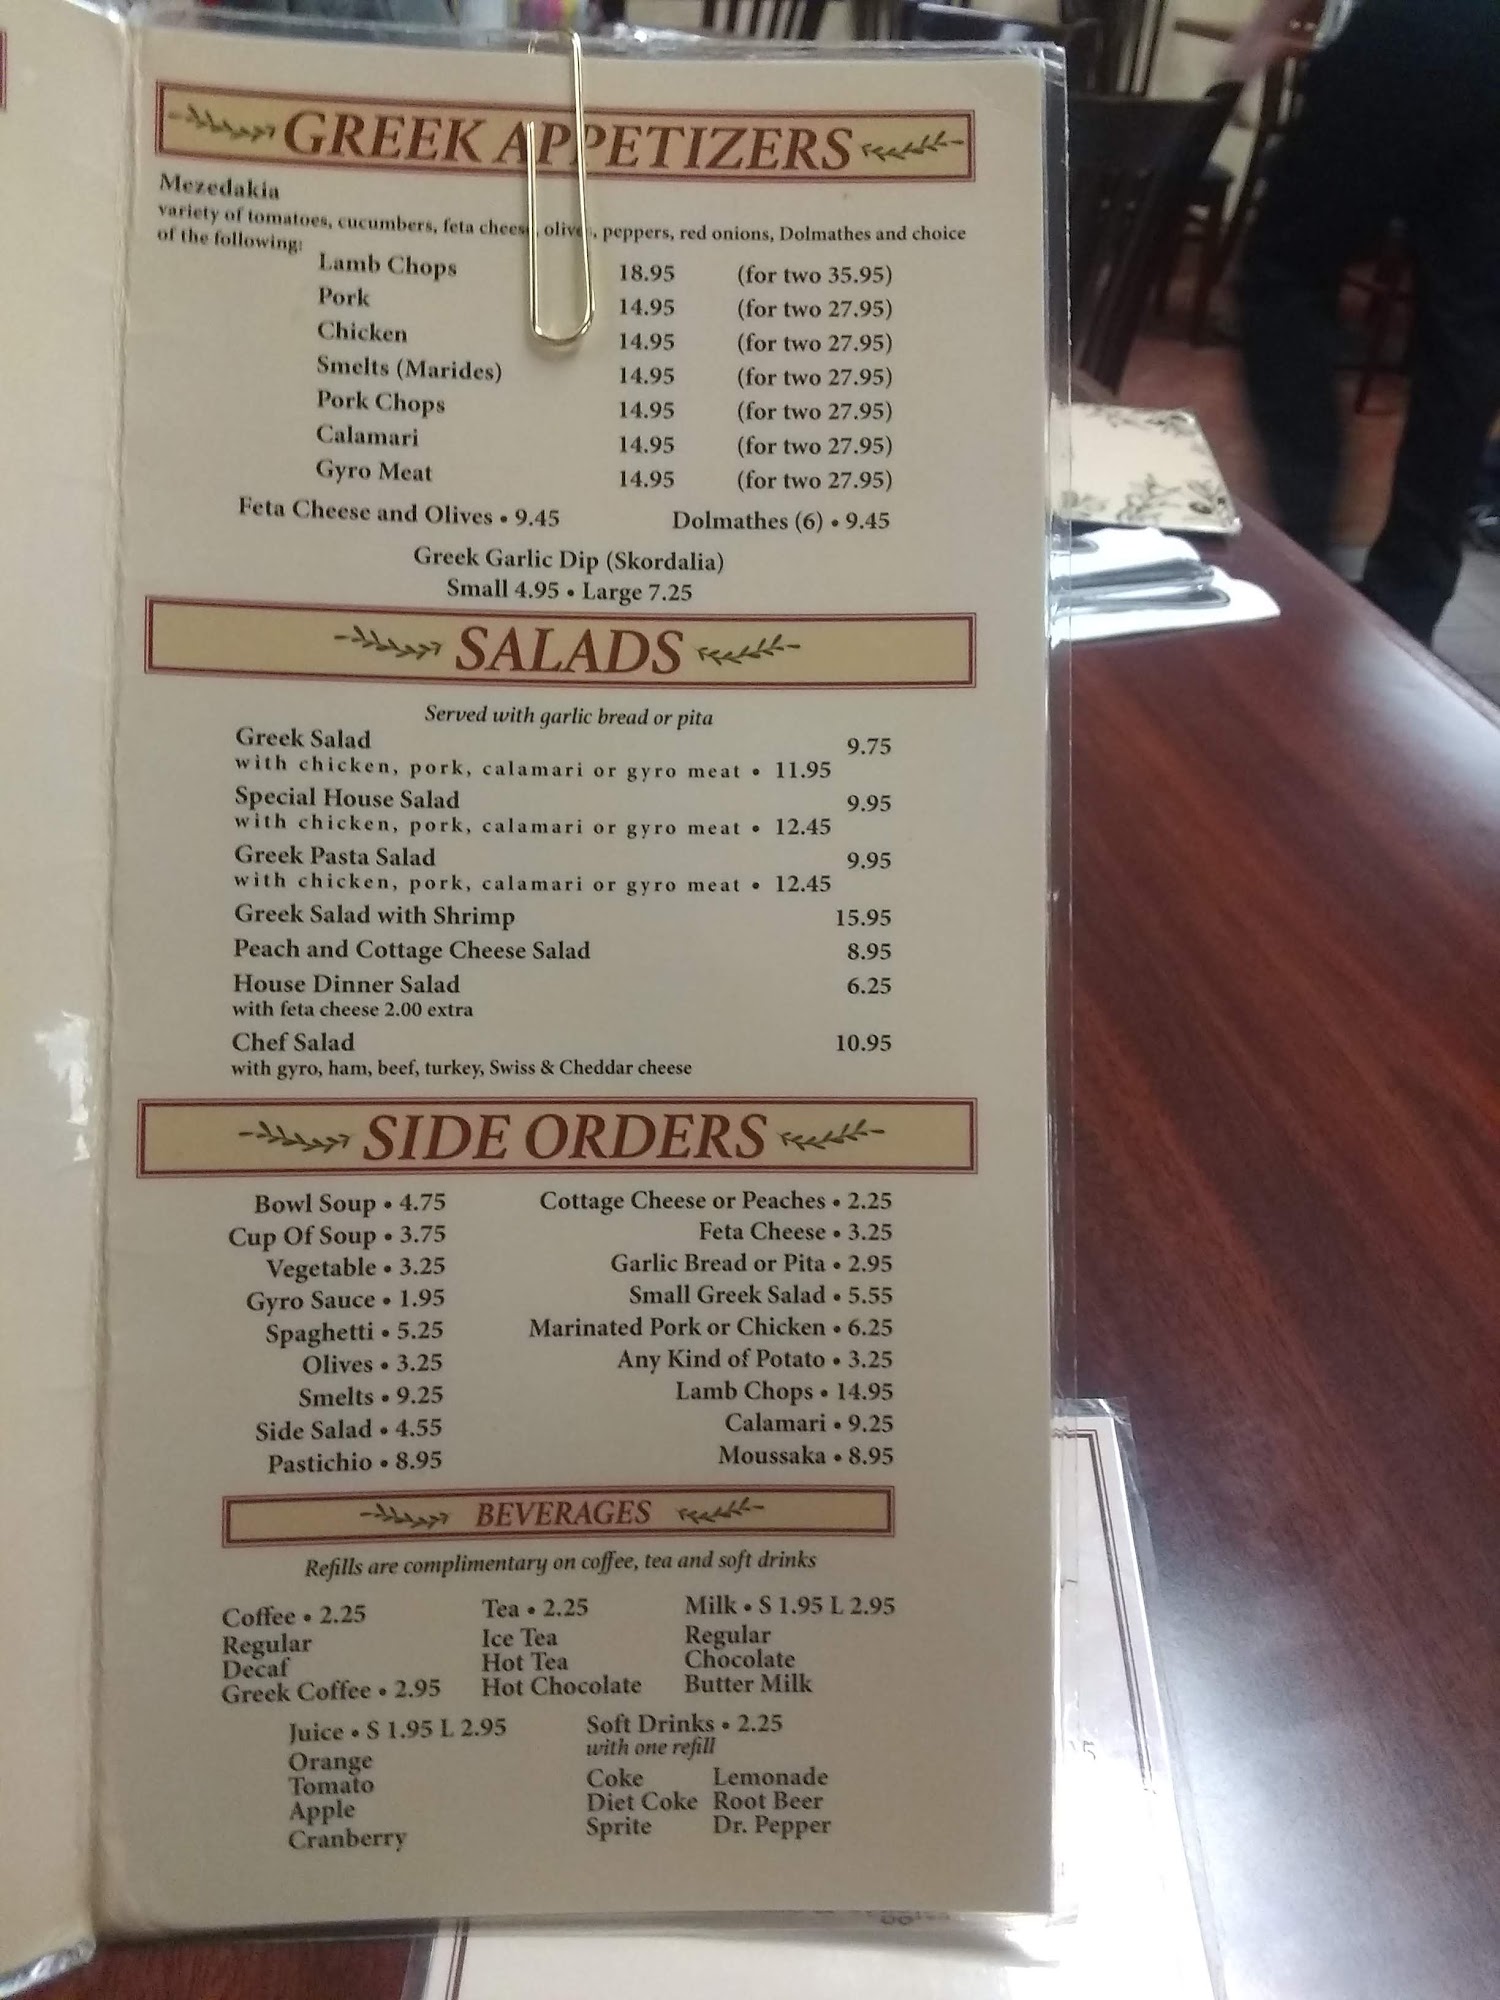 GREEK APPETIZERS
Mezedakia
variety of tomatoes, cucumbers, feta cheese, olives, peppers, red onions, Dolmathes and choice
of the following:
Lamb Chops 18.95 (for two 35.95)
Pork 14.95 (for two 27.95)
Chicken 14.95 (for two 27.95)
Smelts (Marides) 14.95 (for two 27.95)
Pork Chops 14.95 (for two 27.95)
Calamari 14.95 (for two 27.95)
Gyro Meat 14.95 (for two 27.95)
Feta Cheese and Olives • 9.45 Dolmathes (6) • 9.45
Greek Garlic Dip (Skordalia)
Small 4.95 • Large 7.25
SALADS
Served with garlic bread or pita
Greek Salad 9.75
with chicken, pork, calamari or gyro meat • 11.95
Special House Salad 9.95
with chicken, pork, calamari or gyro meat • 12.45
Greek Pasta Salad 9.95
with chicken, pork, calamari or gyro meat • 12.45
Greek Salad with Shrimp 15.95
Peach and Cottage Cheese Salad 8.95
House Dinner Salad 6.25
with feta cheese 2.00 extra
Chef Salad 10.95
with gyro, ham, beef, turkey, Swiss & Cheddar cheese
SIDE ORDERS
Bowl Soup • 4.75 Cottage Cheese or Peaches • 2.25
Cup Of Soup • 3.75 Feta Cheese • 3.25
Vegetable • 3.25 Garlic Bread or Pita • 2.95
Gyro Sauce • 1.95 Small Greek Salad • 5.55
Spaghetti • 5.25 Marinated Pork or Chicken • 6.25
Olives • 3.25 Any Kind of Potato • 3.25
Smelts • 9.25 Lamb Chops • 14.95
Side Salad • 4.55 Calamari • 9.25
Pastichio • 8.95 Moussaka • 8.95
BEVERAGES
Refills are complimentary on coffee, tea and soft drinks
Coffee • 2.25 Tea • 2.25 Milk • S 1.95 L 2.95
Regular Ice Tea Regular
Decaf Hot Tea Chocolate
Greek Coffee • 2.95 Hot Chocolate Butter Milk
Juice • S 1.95 L 2.95 Soft Drinks • 2.25
with one refill
Orange Coke Lemonade
Tomato Diet Coke Root Beer
Apple Sprite Dr. Pepper
Cranberry